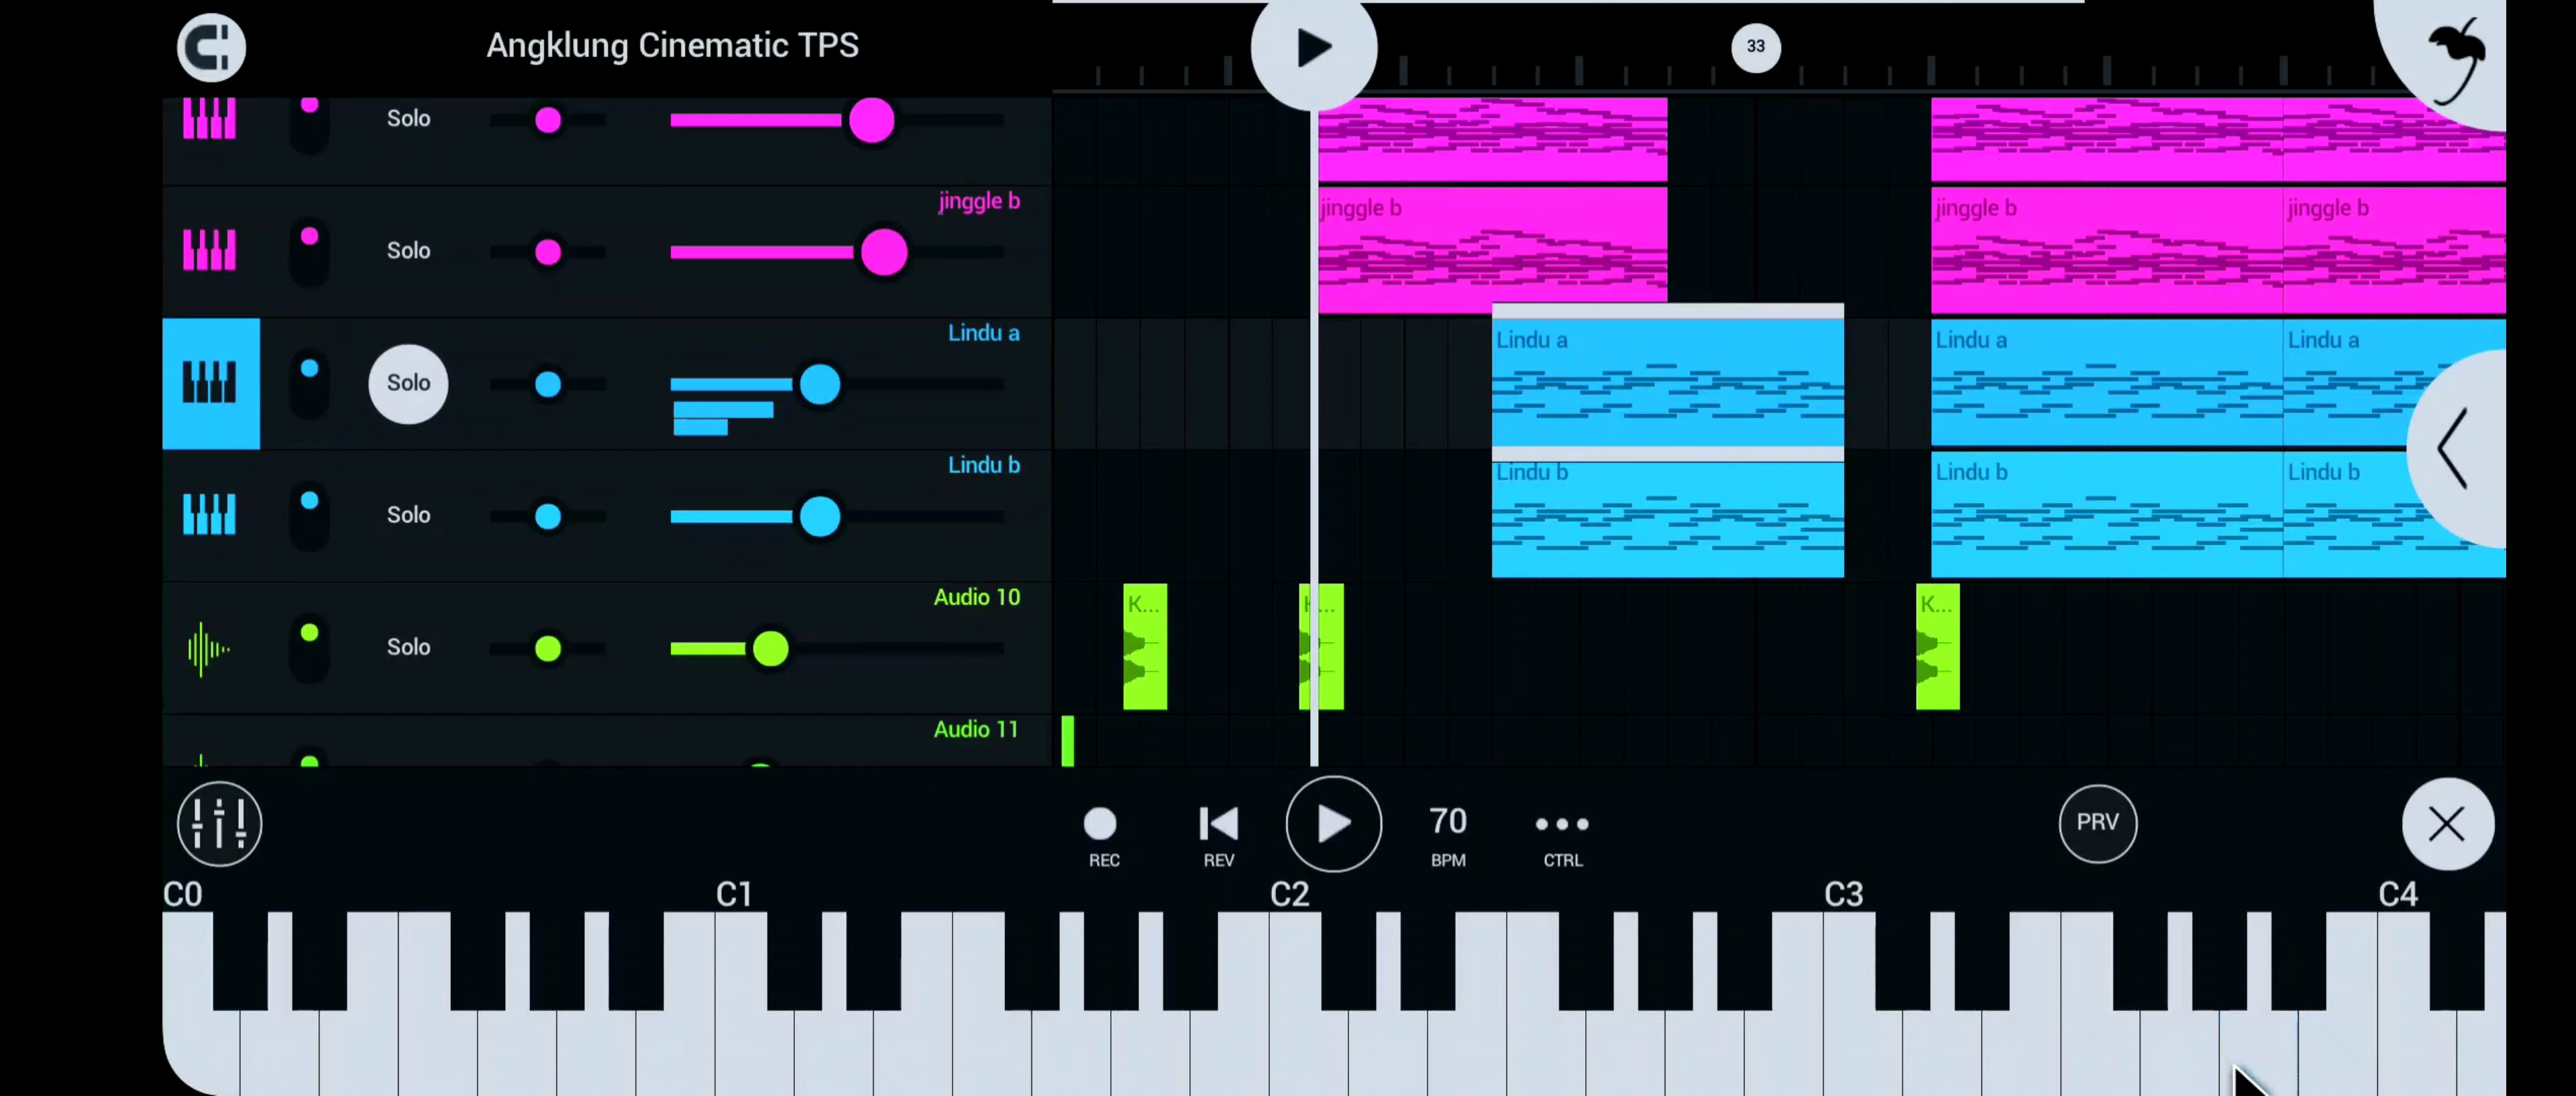 Angklung Cinematic TPS
33
Solo
jinggle b
Solo
jinggle b
jinggle b
jinggle b
Lindu a
Solo
Lindu a
Lindu a
Lindu a
Lindu b
Solo
Lindu b
Lindu b
Lindu b
Audio 10
Solo
K...
K...
K...
Audio 11
REC
REV
70
BPM
CTRL
PRV
C0
C1
C2
C3
C4